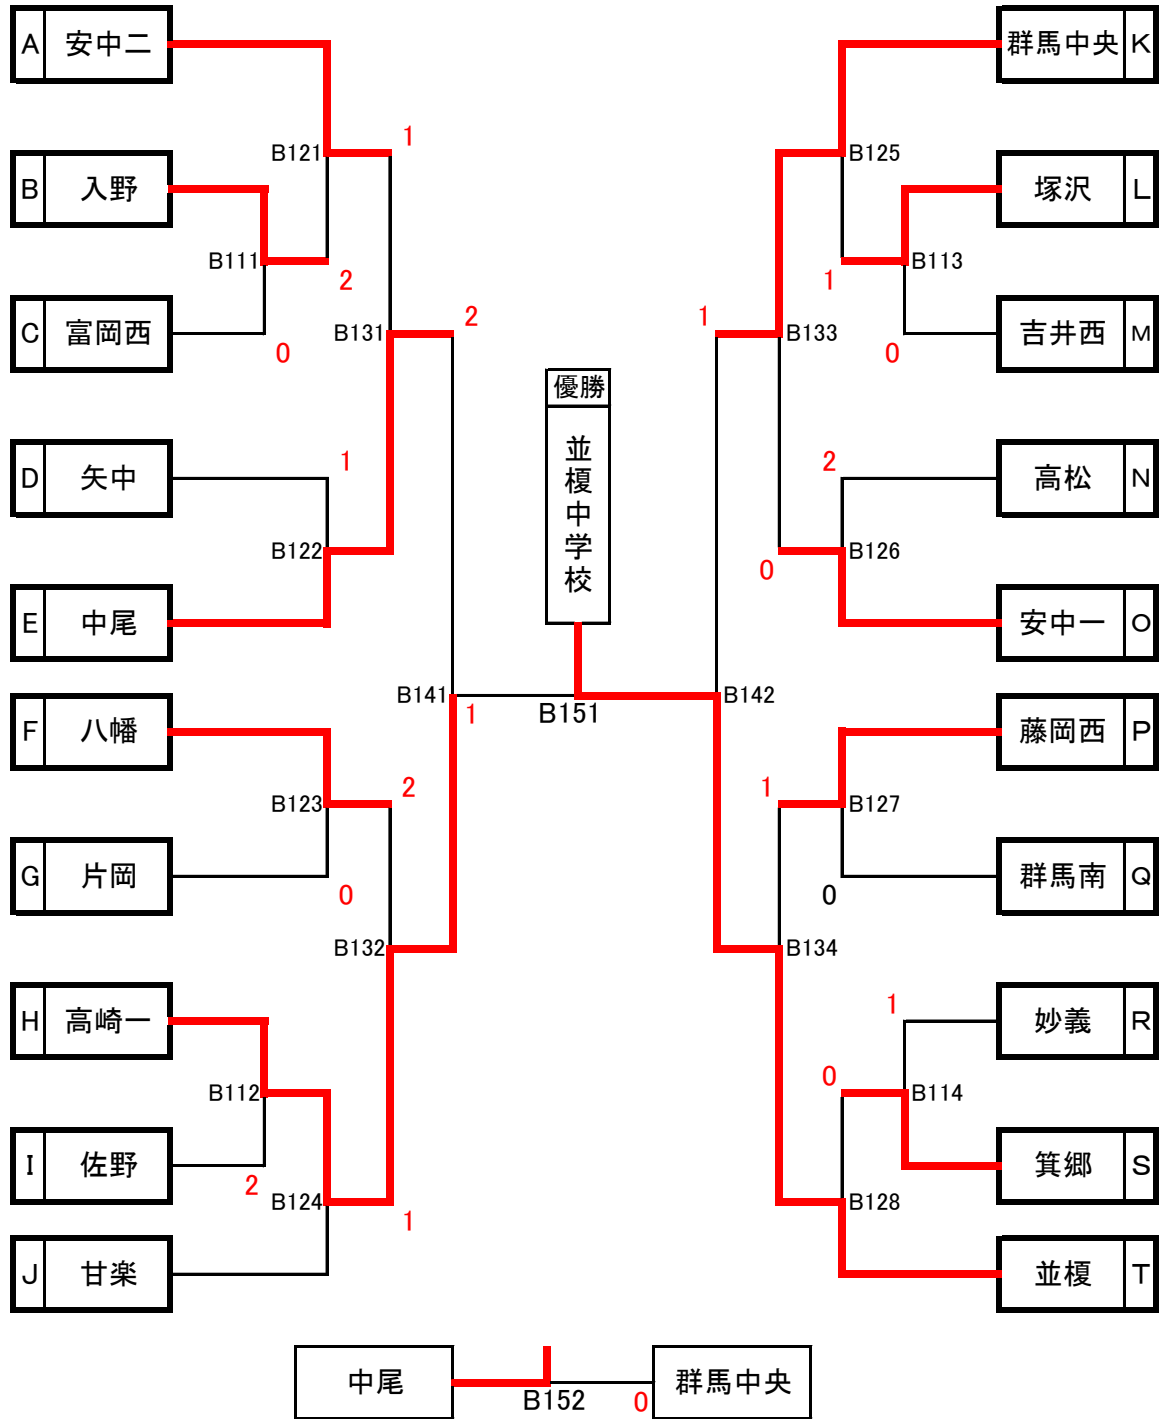 A 安中二
群馬中央 K
1
B121
B125
B 入野
塚沢 L
B111
B113
2
1
C 富岡西
0
B131
2
1
B133
0
吉井西 M
優勝
並榎中学校
D 矢中
1
2
高松 N
B122
B126
0
E 中尾
安中一 O
B141
1
B151
B142
F 八幡
藤岡西 P
2
1
B123
B127
G 片岡
0
0
群馬南 Q
B132
B134
H 高崎一
1
妙義 R
B112
0
B114
I 佐野
2
箕郷 S
B124
1
B128
J 甘楽
並榎 T
中尾
B152
0
群馬中央